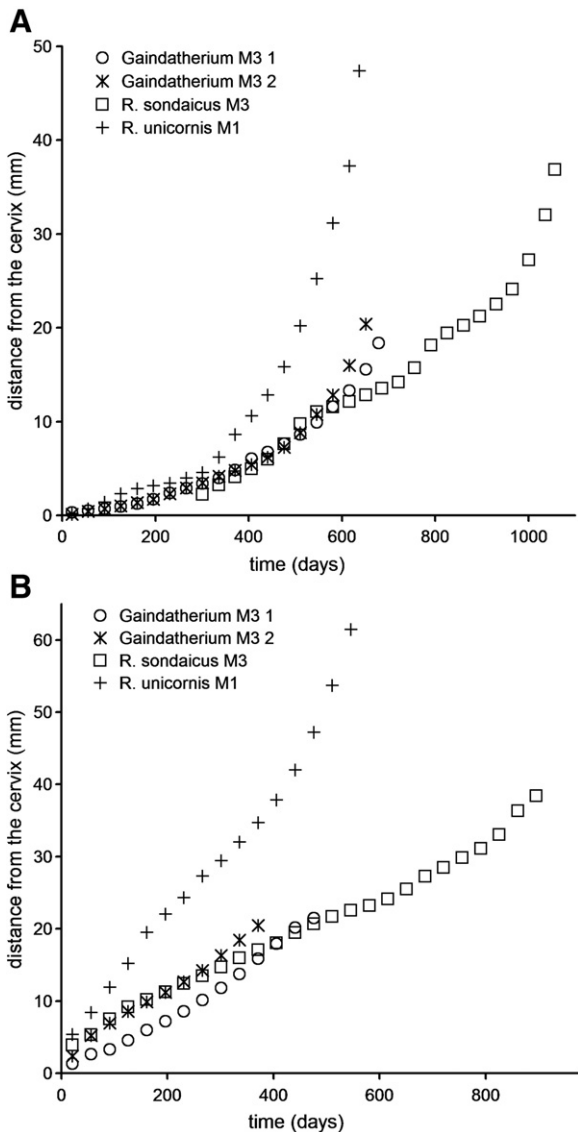 A
50
40
30
20
10
0
distance from the cervix (mm)
Gaindatherium M3 1
Gaindatherium M3 2
R. sondaicus M3
R. unicornis M1
0 200 400 600 800 1000
time (days)
B
60
50
40
30
20
10
0
distance from the cervix (mm)
Gaindatherium M3 1
Gaindatherium M3 2
R. sondaicus M3
R. unicornis M1
0 200 400 600 800
time (days)